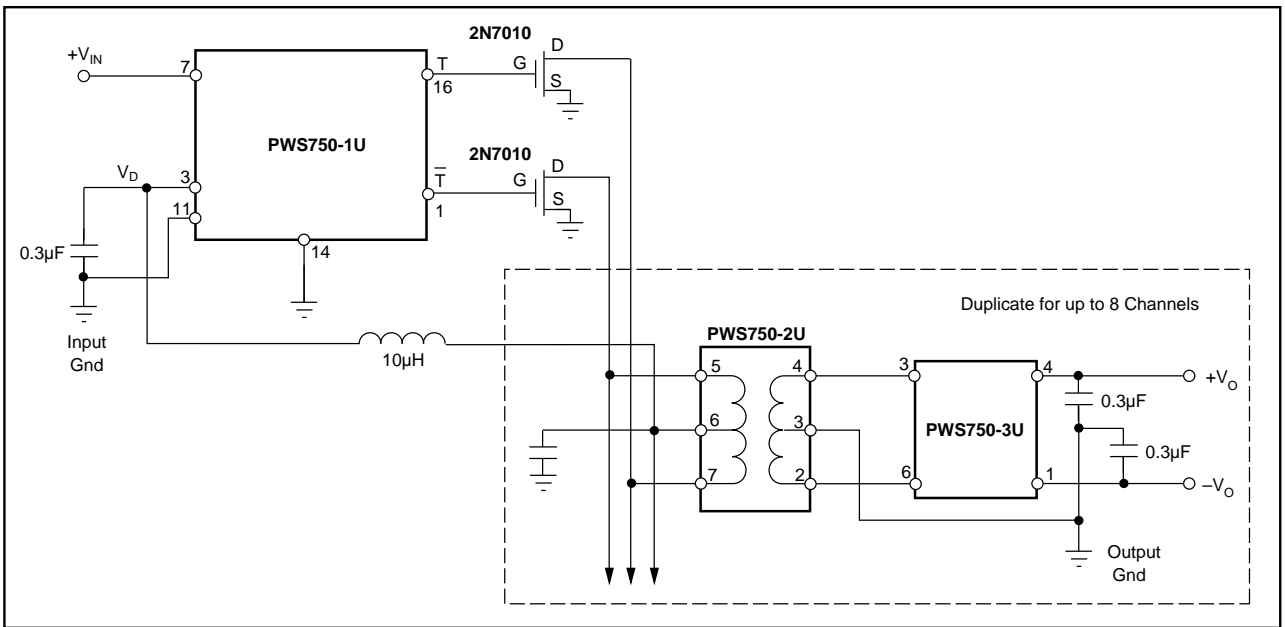 2N7010
+V_IN
7
T
16
G
D
S
PWS750-1U
2N7010
V_D
3
T̅
1
G
D
S
11
14
0.3µF
Input
Gnd
10µH
Duplicate for up to 8 Channels
PWS750-2U
5
4
3
4
+V_O
0.3µF
6
3
PWS750-3U
0.3µF
7
2
6
1
–V_O
Output
Gnd